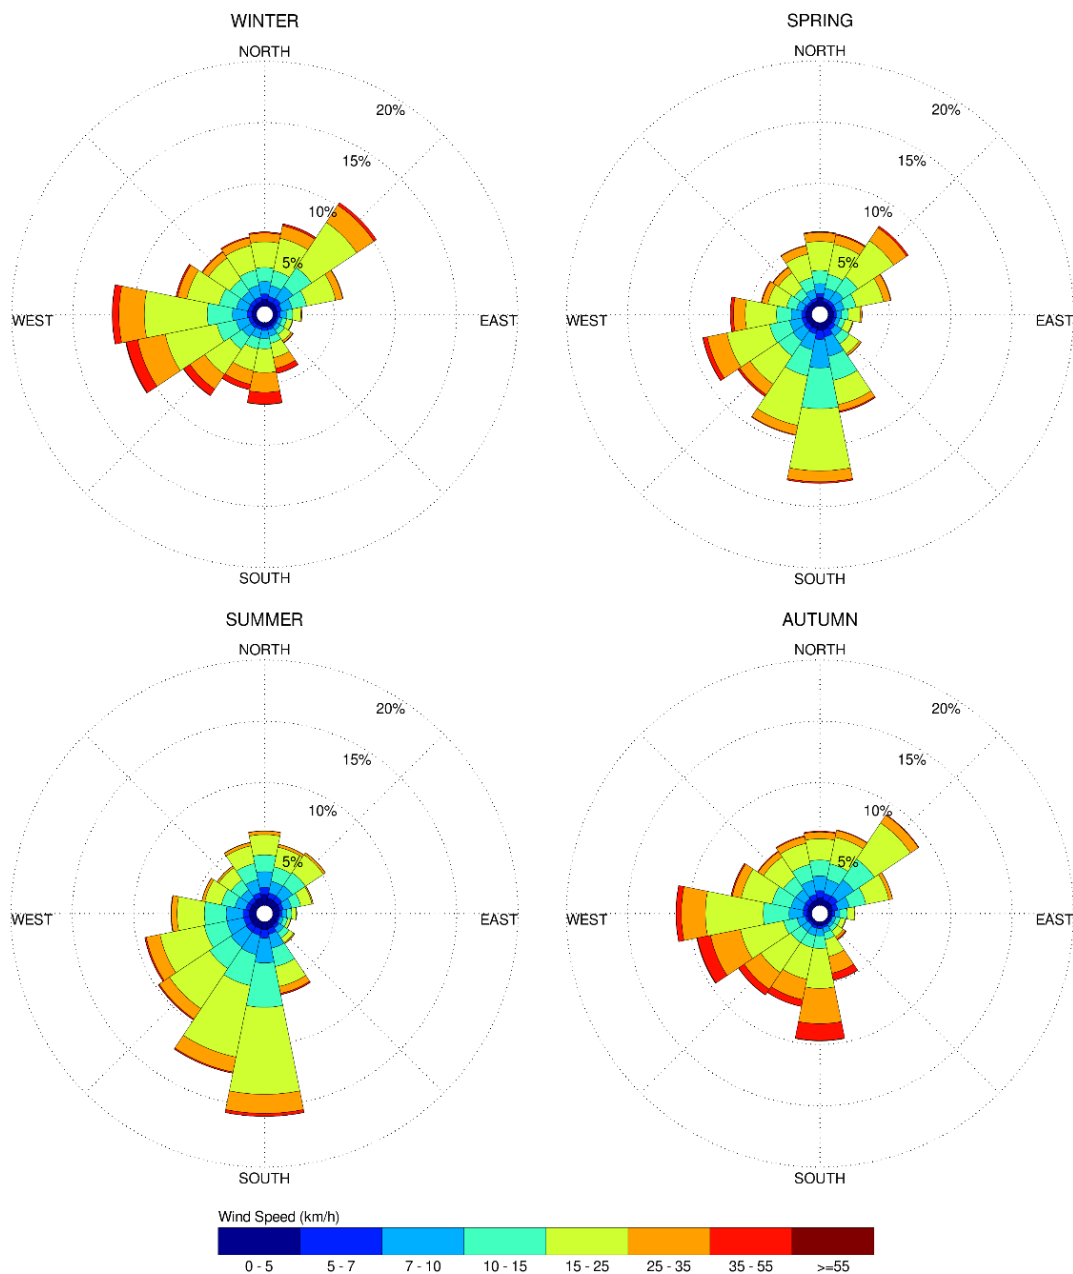 WINTER
NORTH
20%
15%
10%
5%
WEST
EAST
SOUTH
SPRING
NORTH
20%
15%
10%
5%
WEST
EAST
SOUTH
SUMMER
NORTH
20%
15%
10%
5%
WEST
EAST
SOUTH
AUTUMN
NORTH
20%
15%
10%
5%
WEST
EAST
SOUTH
Wind Speed (km/h)
0 - 5 5 - 7 7 - 10 10 - 15 15 - 25 25 - 35 35 - 55 >=55